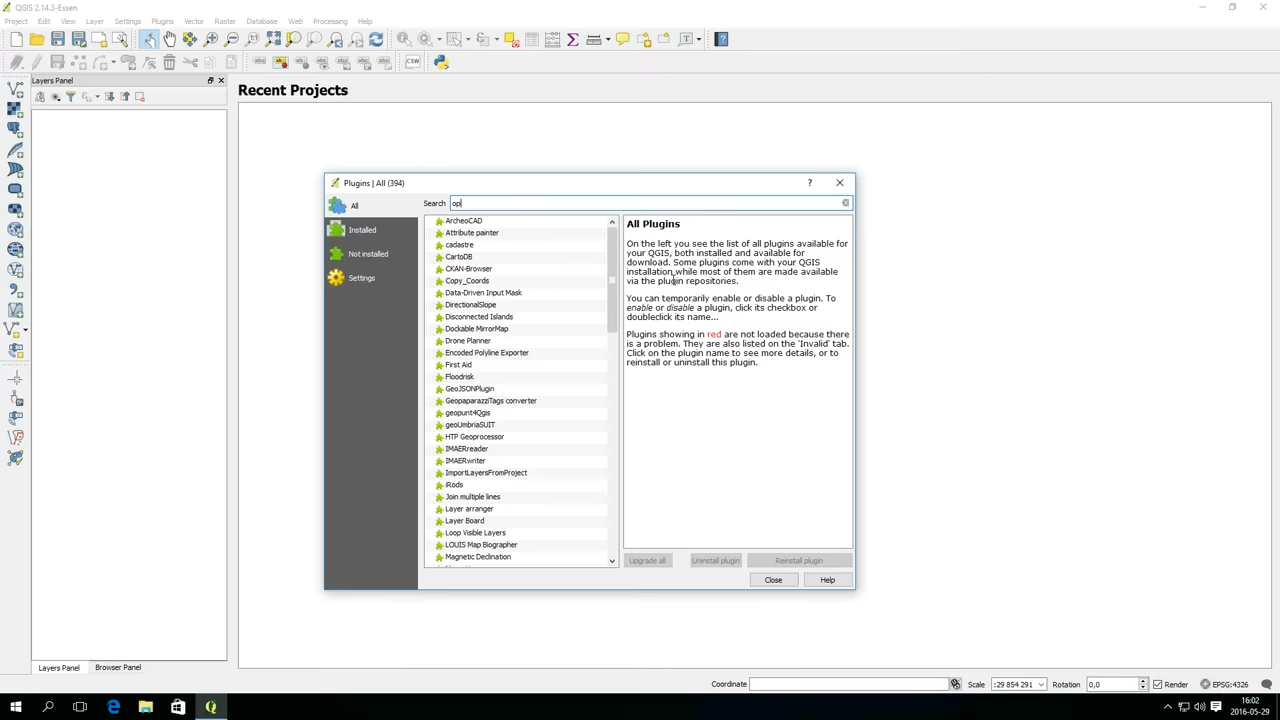 QGIS 2.14.3-Essen
Project Edit View Layer Settings Plugins Vector Raster Database Web Processing Help
CSW
Layers Panel
Recent Projects
Plugins | All (394)
All
Installed
Not installed
Settings
Search op
ArcheoCAD
Attribute painter
cadastre
CartoDB
CKAN-Browser
Copy_Coords
Data-Driven Input Mask
DirectionalSlope
Disconnected Islands
Dockable MirrorMap
Drone Planner
Encoded Polyline Exporter
First Aid
Floodrisk
GeoJSONPlugin
GeopaparazziTags converter
geopunt4Qgis
geoUmbriaSUIT
HTP Geoprocessor
IMAERreader
IMAERwriter
ImportLayersFromProject
iRods
Join multiple lines
Layer arranger
Layer Board
Loop Visible Layers
LOUIS Map Biographer
Magnetic Declination
All Plugins
On the left you see the list of all plugins available for
your QGIS, both installed and available for
download. Some plugins come with your QGIS
installation while most of them are made available
via the plugin repositories.
You can temporarily enable or disable a plugin. To
enable or disable a plugin, click its checkbox or
doubleclick its name...
Plugins showing in red are not loaded because there
is a problem. They are also listed on the 'Invalid' tab.
Click on the plugin name to see more details, or to
reinstall or uninstall this plugin.
Upgrade all Uninstall plugin Reinstall plugin
Close Help
Layers Panel Browser Panel
Coordinate Scale :29 854 291 Rotation 0,0 Render EPSG:4326
16:02
2016-05-29